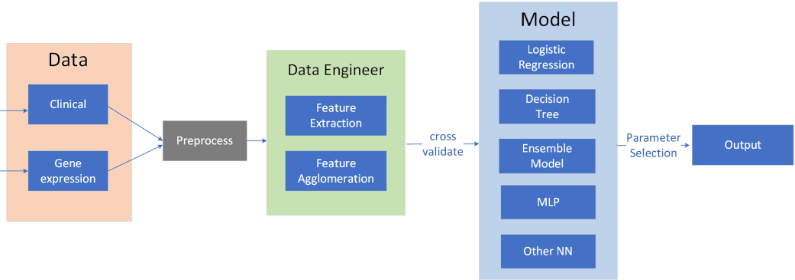 Data
Clinical
Gene
expression
Preprocess
Data Engineer
Feature
Extraction
Feature
Agglomeration
cross
validate
Model
Logistic
Regression
Decision
Tree
Ensemble
Model
MLP
Other NN
Parameter
Selection
Output